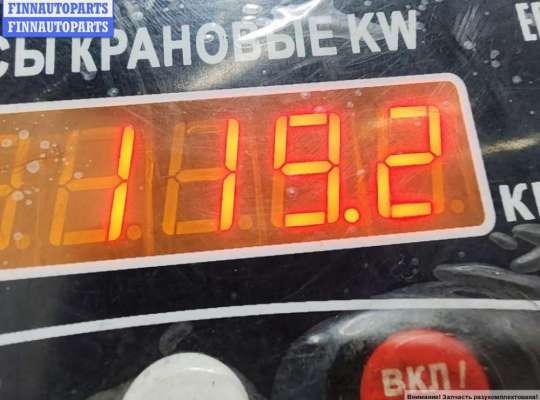 FINNAUTOPARTS
FINNAUTOPARTS
СЫ КРАНОВЫЕ KW
119.2
ВКЛ!
Внимание! Запчасть разукомплектована!